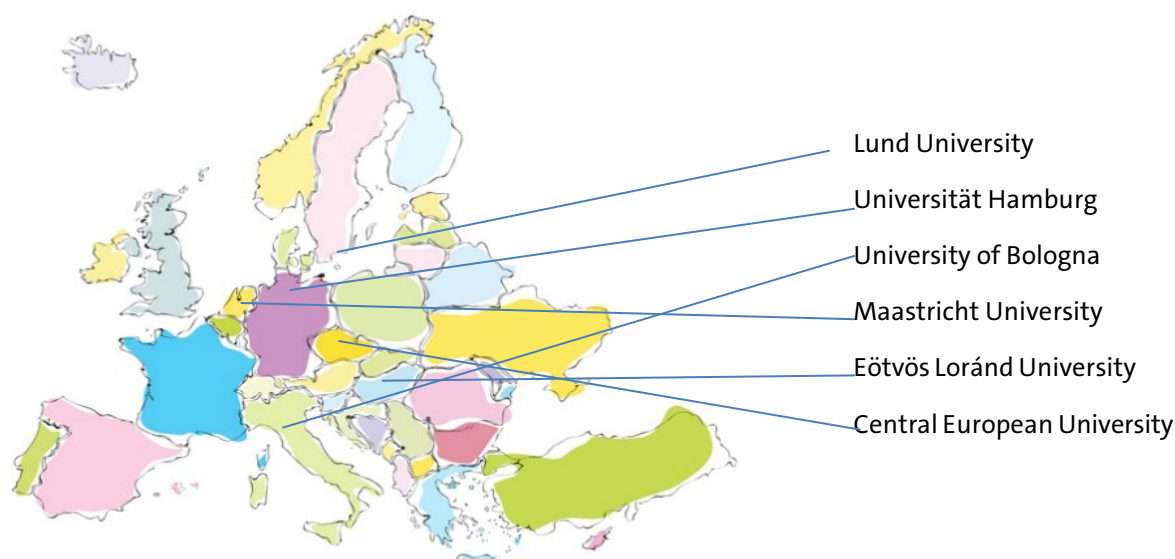 Lund University
Universität Hamburg
University of Bologna
Maastricht University
Eötvös Loránd University
Central European University